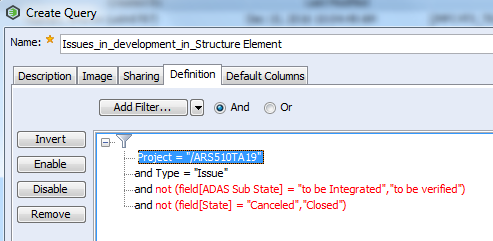 Create Query
Name: Issues_in_development_in_Structure Element
Description Image Sharing Definition Default Columns
Add Filter... And Or
Invert
Enable
Disable
Remove
Project = "/ARS510TA19"
and Type = "Issue"
and not (field[ADAS Sub State] = "to be Integrated","to be verified")
and not (field[State] = "Canceled","Closed")